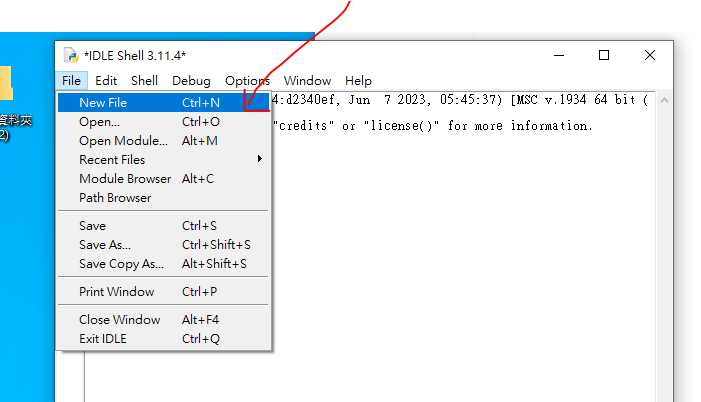 *IDLE Shell 3.11.4*
File Edit Shell Debug Options Window Help
New File Ctrl+N
4:d2340ef, Jun 7 2023, 05:45:37) [MSC v.1934 64 bit (
Open... Ctrl+O
"credits" or "license()" for more information.
Open Module... Alt+M
Recent Files
Module Browser Alt+C
Path Browser
Save Ctrl+S
Save As... Ctrl+Shift+S
Save Copy As... Alt+Shift+S
Print Window Ctrl+P
Close Window Alt+F4
Exit IDLE Ctrl+Q
資料夾
2)